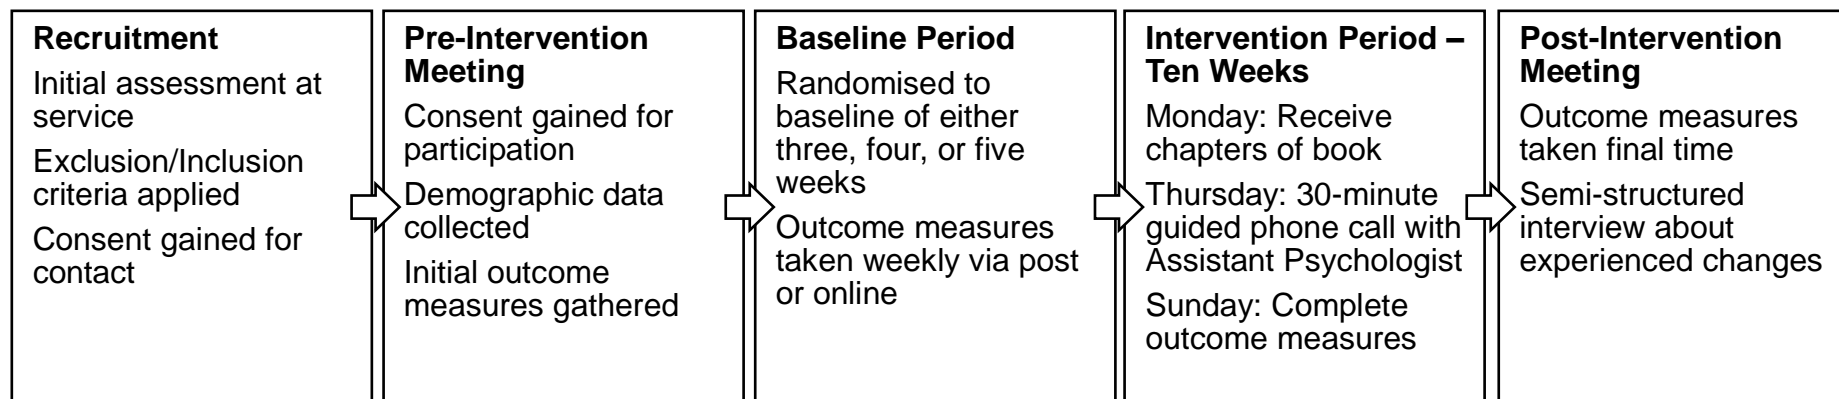 Recruitment
Initial assessment at
service
Exclusion/Inclusion
criteria applied
Consent gained for
contact
Pre-Intervention
Meeting
Consent gained for
participation
Demographic data
collected
Initial outcome
measures gathered
Baseline Period
Randomised to
baseline of either
three, four, or five
weeks
Outcome measures
taken weekly via post
or online
Intervention Period –
Ten Weeks
Monday: Receive
chapters of book
Thursday: 30-minute
guided phone call with
Assistant Psychologist
Sunday: Complete
outcome measures
Post-Intervention
Meeting
Outcome measures
taken final time
Semi-structured
interview about
experienced changes